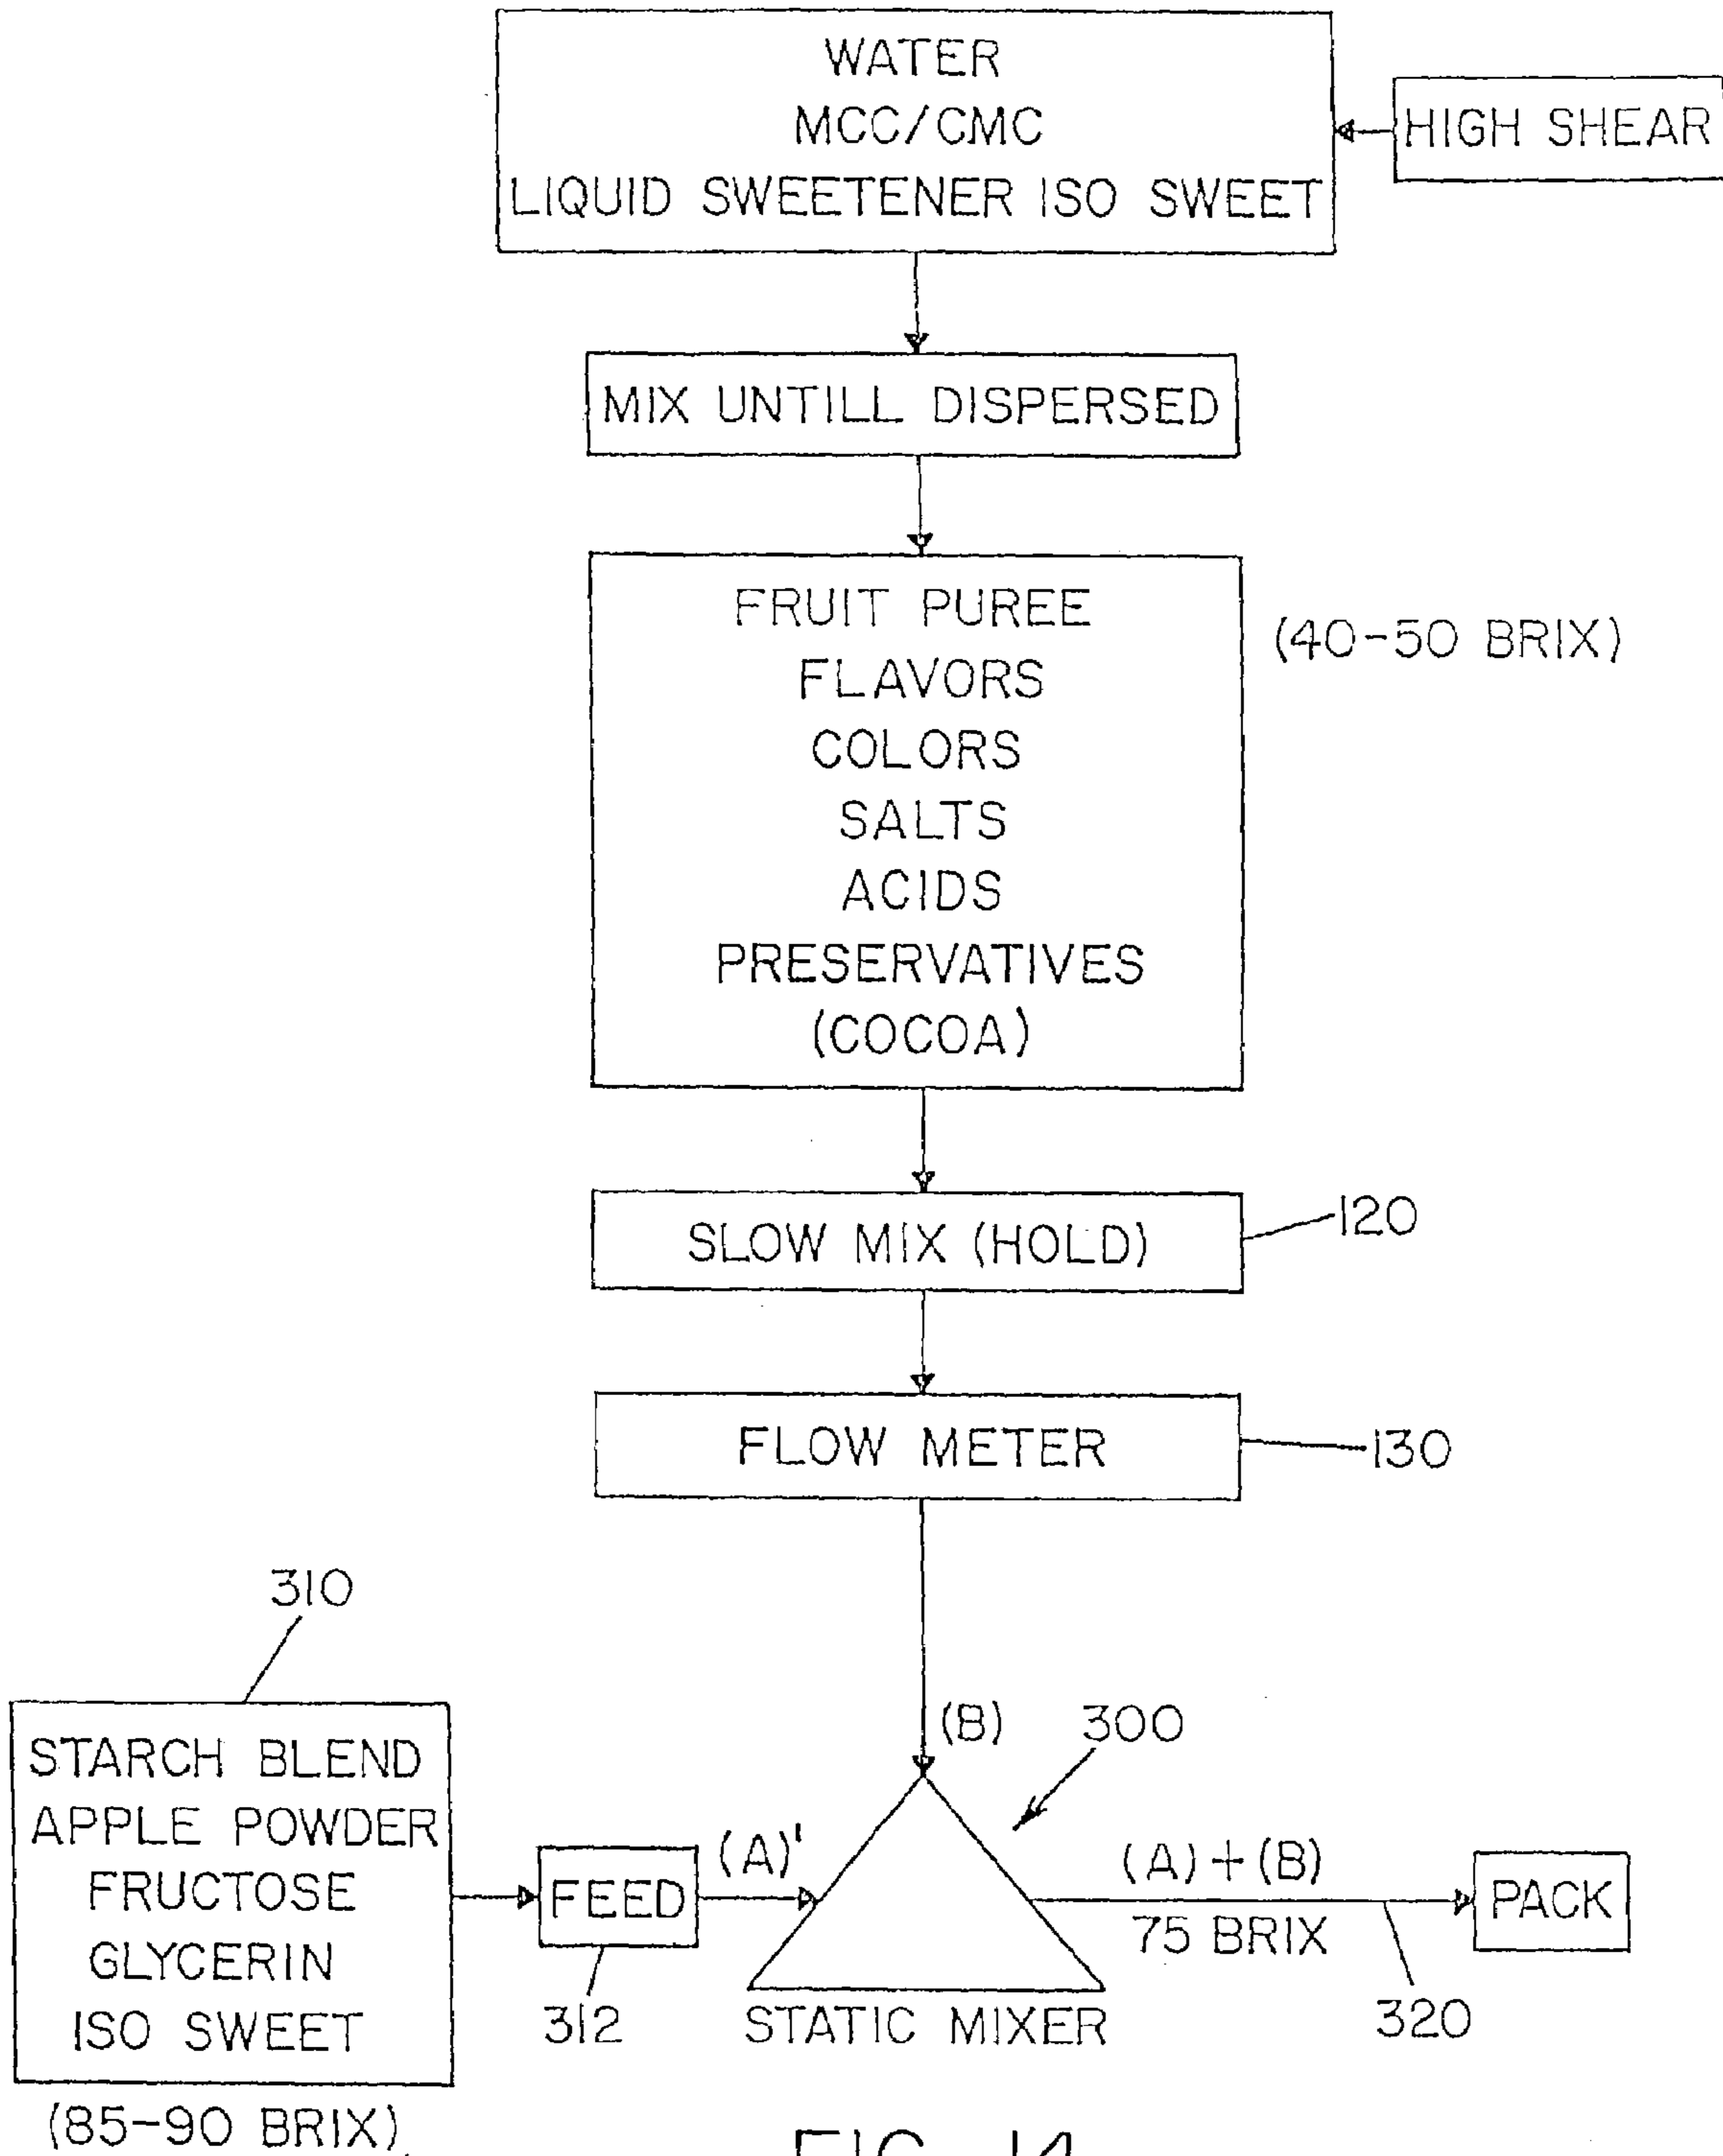 WATER
MCC/CMC
LIQUID SWEETENER ISO SWEET
HIGH SHEAR
MIX UNTILL DISPERSED
FRUIT PUREE
FLAVORS
COLORS
SALTS
ACIDS
PRESERVATIVES
(COCOA)
(40-50 BRIX)
SLOW MIX (HOLD)
120
FLOW METER
130
310
STARCH BLEND
APPLE POWDER
FRUCTOSE
GLYCERIN
ISO SWEET
(85-90 BRIX)
FEED
312
(A)'
(B)
300
STATIC MIXER
(A)+(B)
75 BRIX
320
PACK
FIG. 14